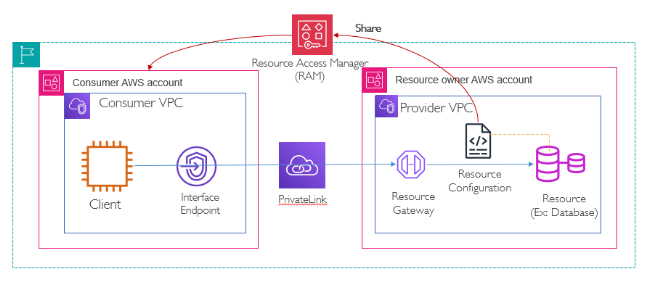 Share
Resource Access Manager
(RAM)
Consumer AWS account
Resource owner AWS account
Consumer VPC
Provider VPC
Client
Interface
Endpoint
PrivateLink
Resource
Gateway
Resource
Configuration
Resource
(Ex: Database)